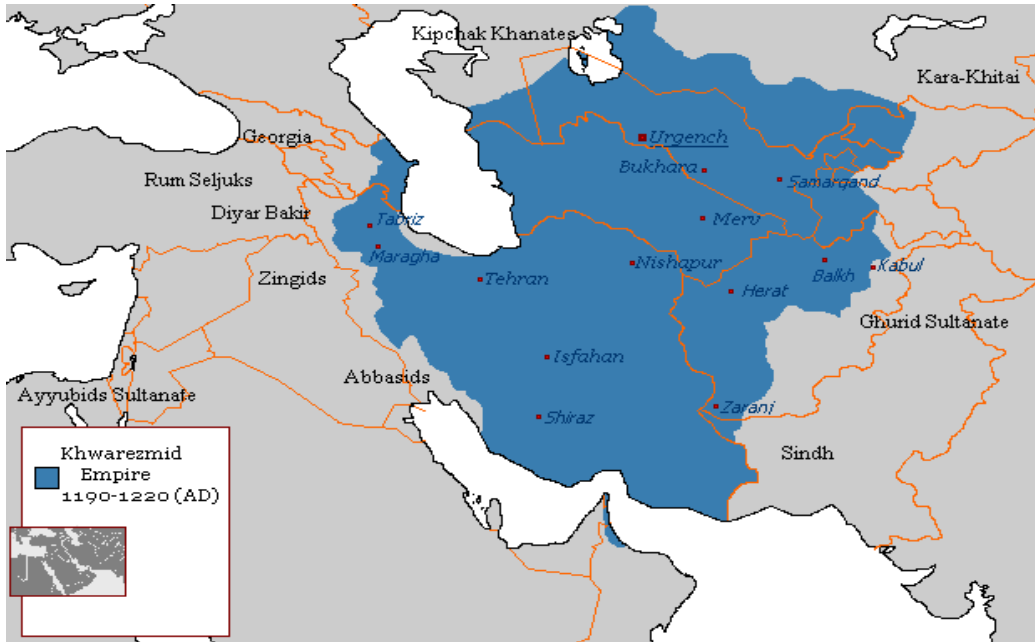 Kipchak Khanates
Kara-Khitai
Georgia
Urgench
Bukhara
Rum Seljuks
Samarqand
Diyar Bakir
Tabriz
Merv
Maragha
Nishapur
Zingids
Tehran
Balkh
Kabul
Herat
Ghurid Sultanate
Isfahan
Abbasids
Ayyubids Sultanate
Shiraz
Zaranj
Sindh
Khwarezmid
Empire
1190-1220 (AD)